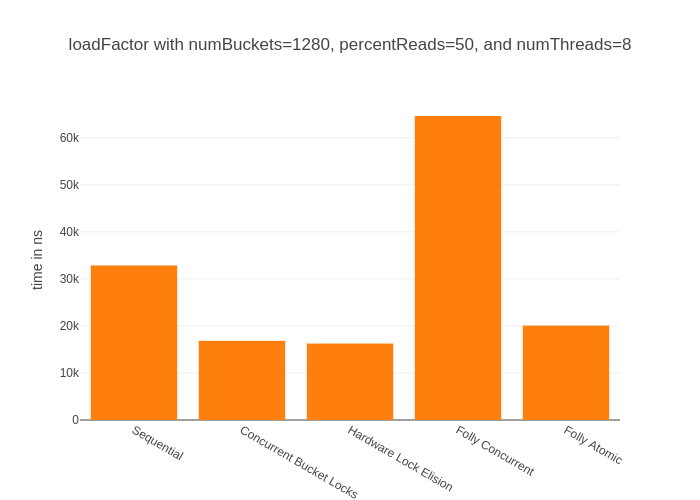 loadFactor with numBuckets=1280, percentReads=50, and numThreads=8
60k
50k
40k
30k
20k
10k
0
time in ns
Sequential
Concurrent Bucket Locks
Hardware Lock Elision
Folly Concurrent
Folly Atomic